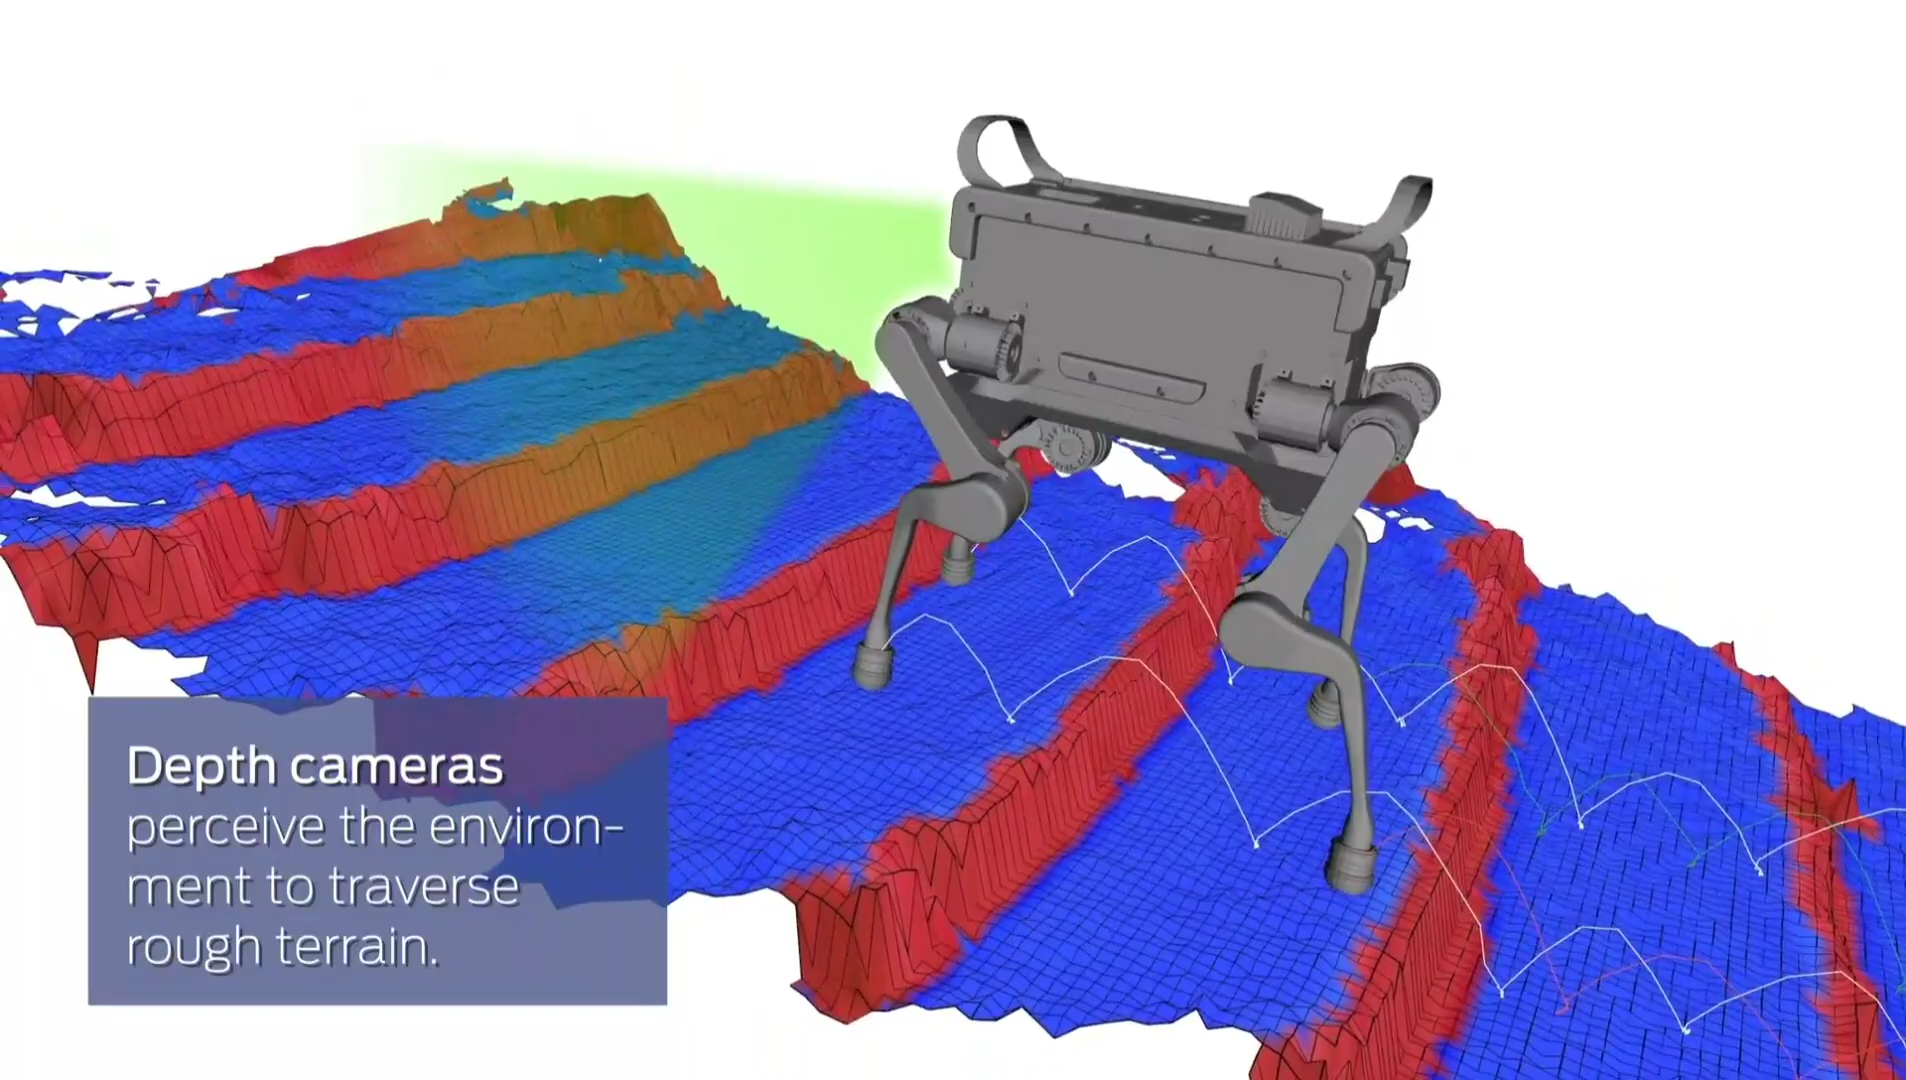 Depth cameras
perceive the environ-
ment to traverse
rough terrain.